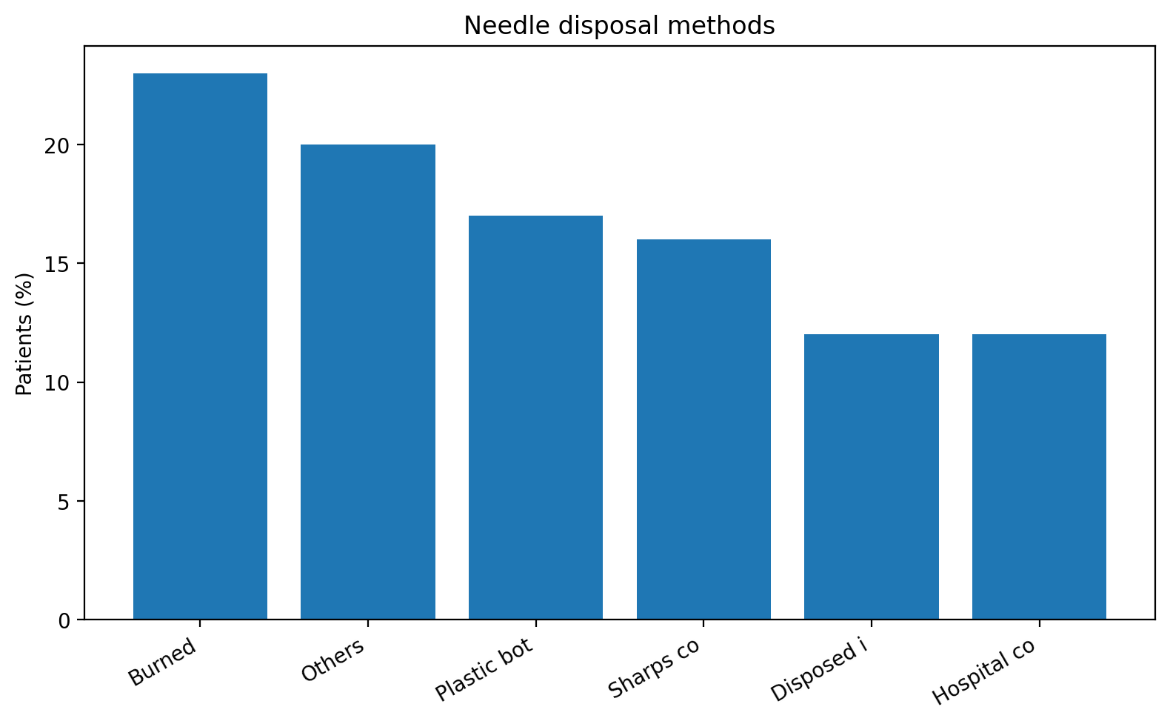 Needle disposal methods
Patients (%)
20
15
10
5
0
Burned
Others
Plastic bot
Sharps co
Disposed i
Hospital co